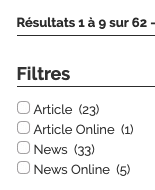 Résultats 1 à 9 sur 62 -
Filtres
Article (23)
Article Online (1)
News (33)
News Online (5)